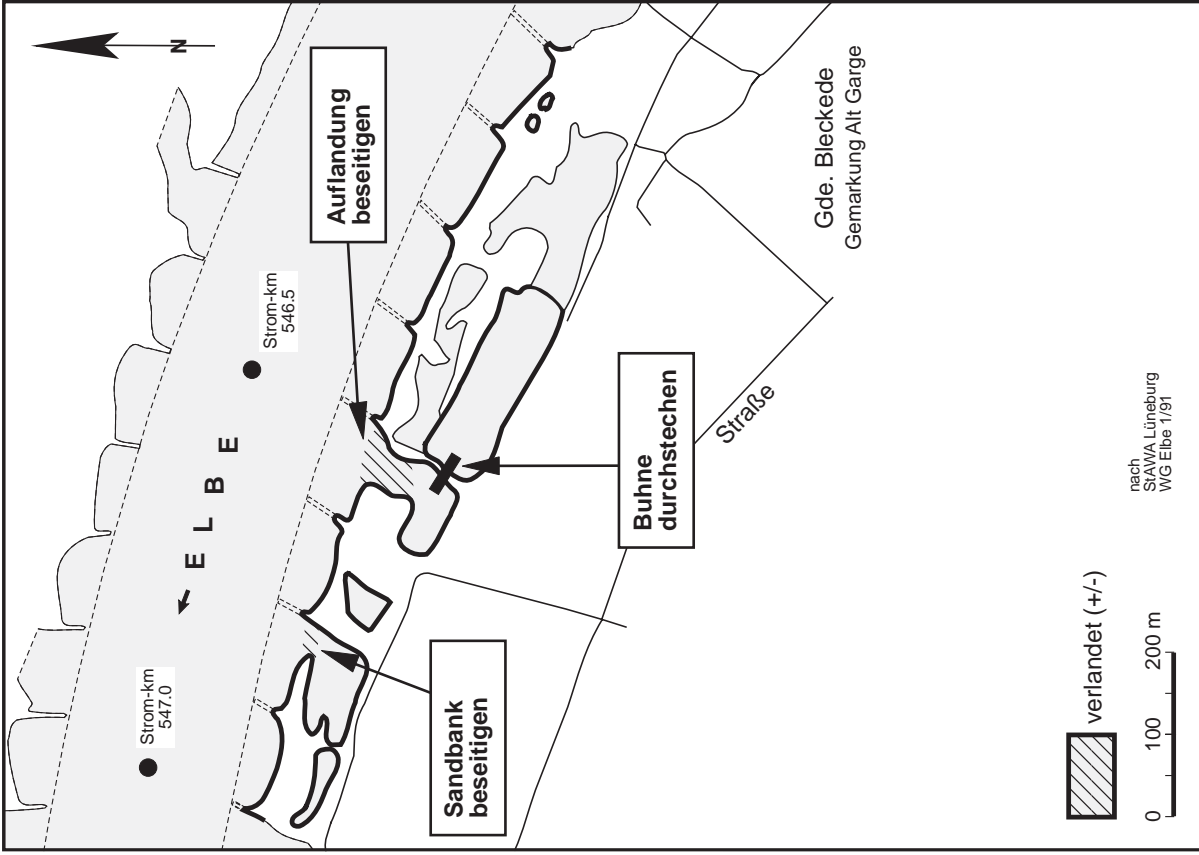 N
Auflandung
beseitigen
Strom-km
546.5
ELBE
Strom-km
547.0
Gde. Bleckede
Gemarkung Alt Garge
Straße
Buhne
durchstechen
Sandbank
beseitigen
nach
StAWA Lüneburg
WG Elbe 1/91
verlandet (+/-)
0 100 200 m